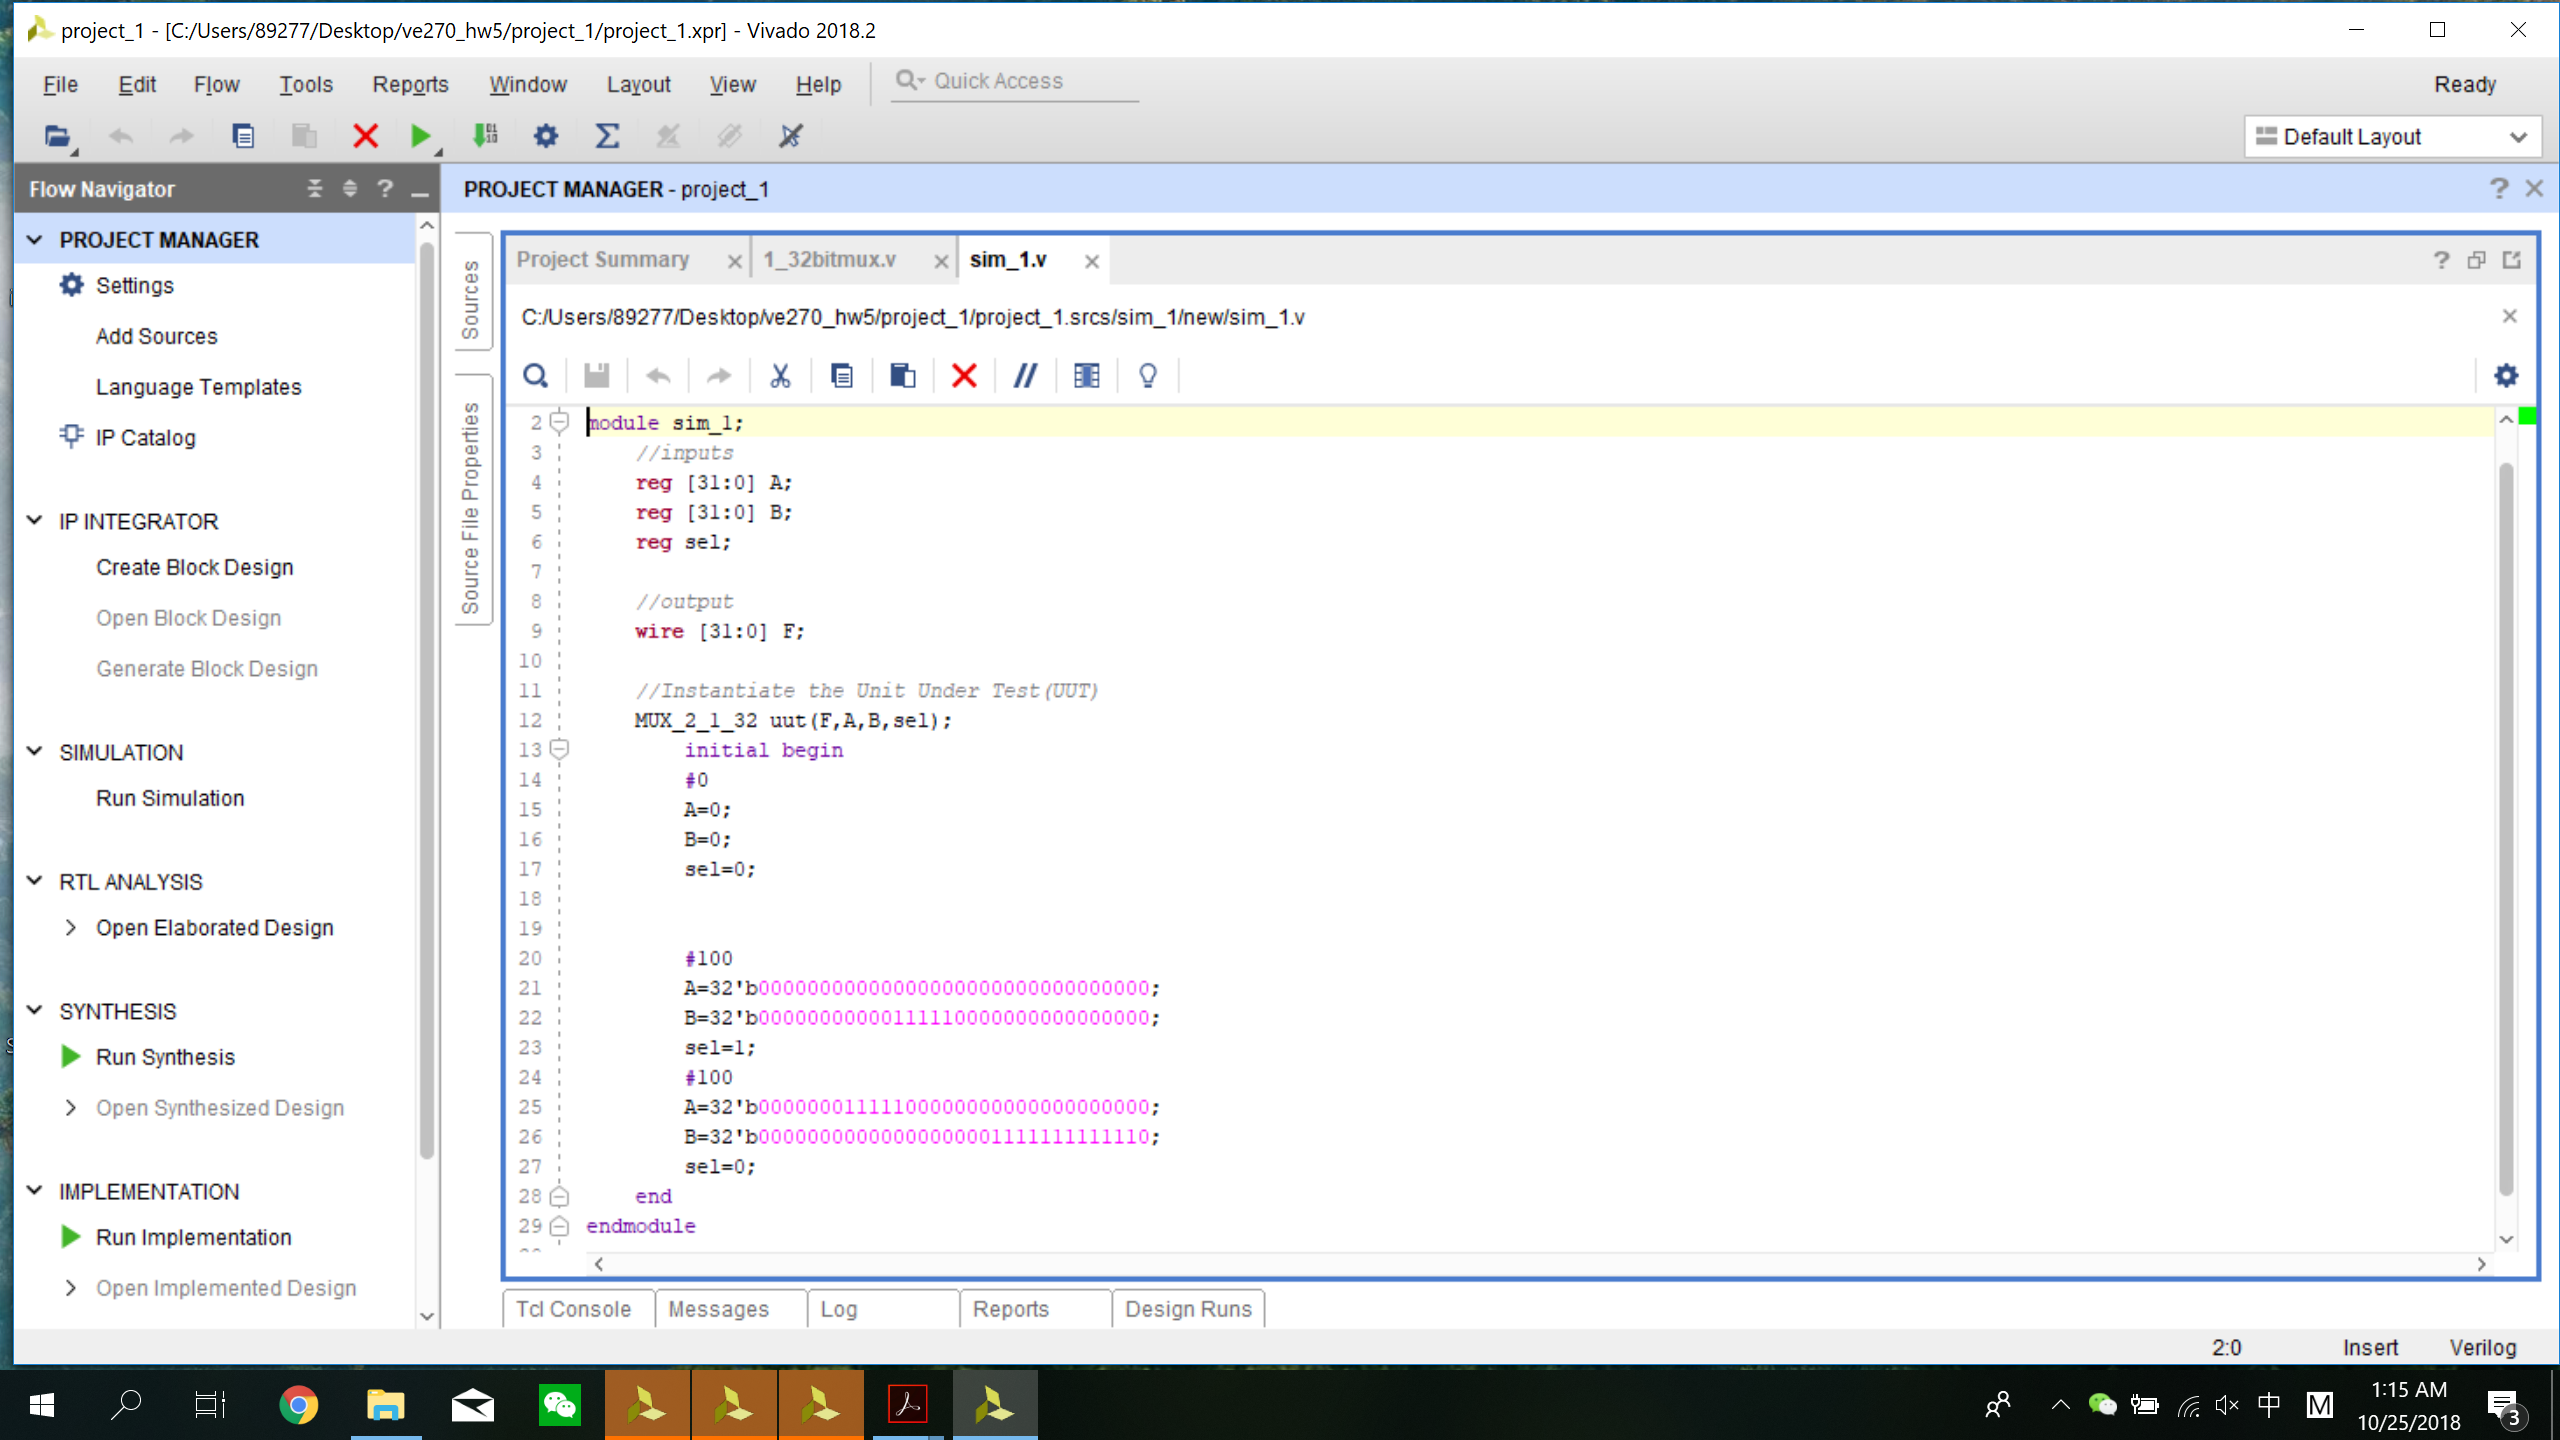 project_1 - [C:/Users/89277/Desktop/ve270_hw5/project_1/project_1.xpr] - Vivado 2018.2
File Edit Flow Tools Reports Window Layout View Help Quick Access Ready
Default Layout
Flow Navigator
PROJECT MANAGER - project_1
PROJECT MANAGER
Settings
Add Sources
Language Templates
IP Catalog
IP INTEGRATOR
Create Block Design
Open Block Design
Generate Block Design
SIMULATION
Run Simulation
RTL ANALYSIS
Open Elaborated Design
SYNTHESIS
Run Synthesis
Open Synthesized Design
IMPLEMENTATION
Run Implementation
Open Implemented Design
Sources
Source File Properties
Project Summary 1_32bitmux.v sim_1.v
C:/Users/89277/Desktop/ve270_hw5/project_1/project_1.srcs/sim_1/new/sim_1.v
2 module sim_1;
3 //inputs
4 reg [31:0] A;
5 reg [31:0] B;
6 reg sel;
7
8 //output
9 wire [31:0] F;
10
11 //Instantiate the Unit Under Test(UUT)
12 MUX_2_1_32 uut(F,A,B,sel);
13 initial begin
14 #0
15 A=0;
16 B=0;
17 sel=0;
18
19
20 #100
21 A=32'b00000000000000000000000000000000;
22 B=32'b00000000000111110000000000000000;
23 sel=1;
24 #100
25 A=32'b00000001111100000000000000000000;
26 B=32'b00000000000000000001111111111110;
27 sel=0;
28 end
29 endmodule
Tcl Console Messages Log Reports Design Runs
2:0 Insert Verilog
中 M 1:15 AM
10/25/2018 3